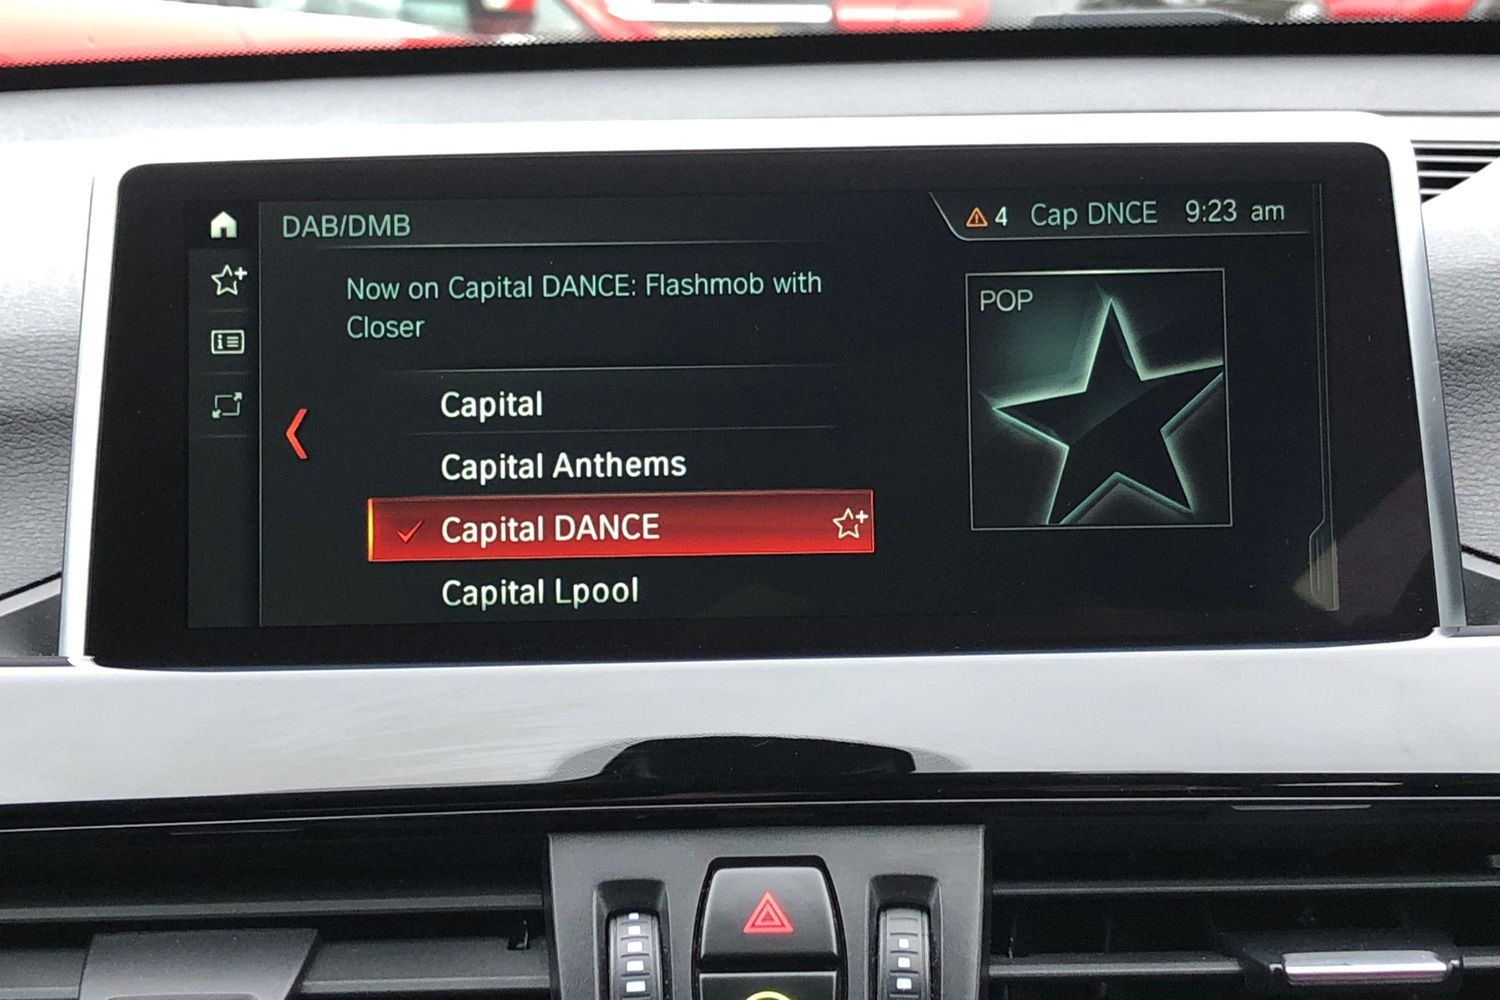 DAB/DMB
4 Cap DNCE 9:23 am
Now on Capital DANCE: Flashmob with
Closer
POP
Capital
Capital Anthems
Capital DANCE
Capital Lpool